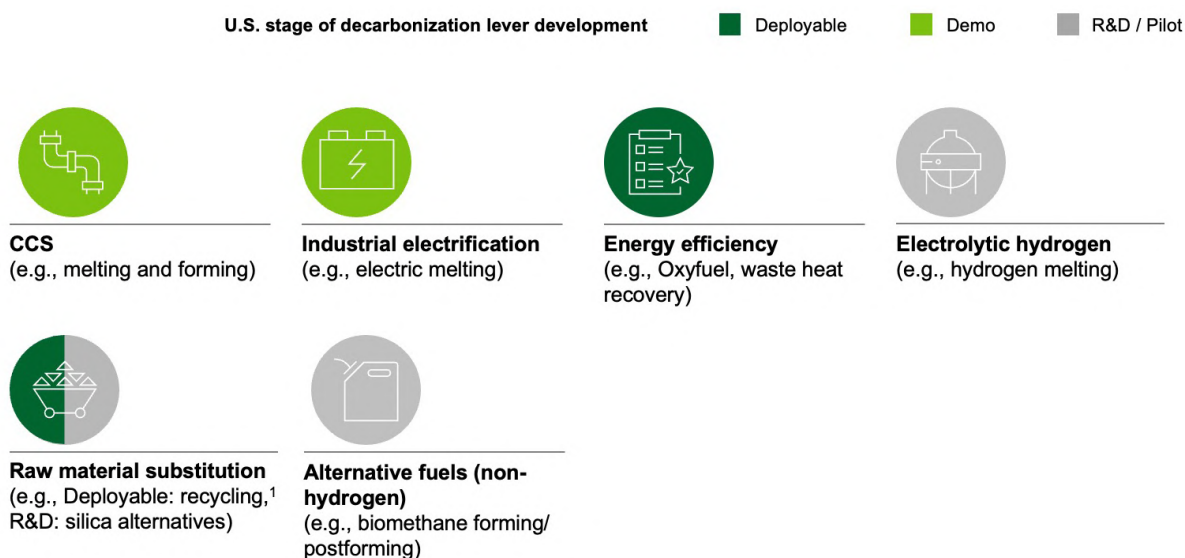 U.S. stage of decarbonization lever development
Deployable
Demo
R&D / Pilot
CCS
(e.g., melting and forming)
Industrial electrification
(e.g., electric melting)
Energy efficiency
(e.g., Oxyfuel, waste heat
recovery)
Electrolytic hydrogen
(e.g., hydrogen melting)
Raw material substitution
(e.g., Deployable: recycling,¹
R&D: silica alternatives)
Alternative fuels (non-
hydrogen)
(e.g., biomethane forming/
postforming)